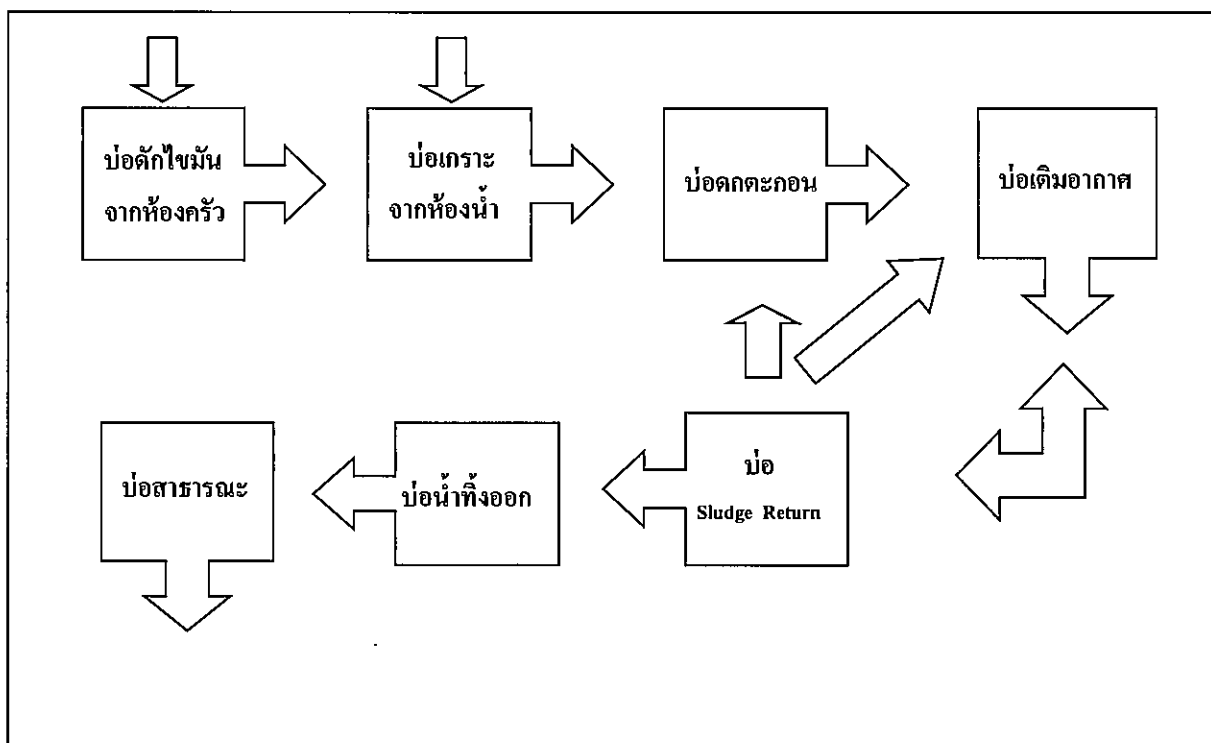 บ่อดักไขมัน
จากห้องครัว
บ่อเกราะ
จากห้องน้ำ
บ่อตกตะกอน
บ่อเติมอากาศ
บ่อสาธารณะ
บ่อน้ำทิ้งออก
บ่อ
Sludge Return